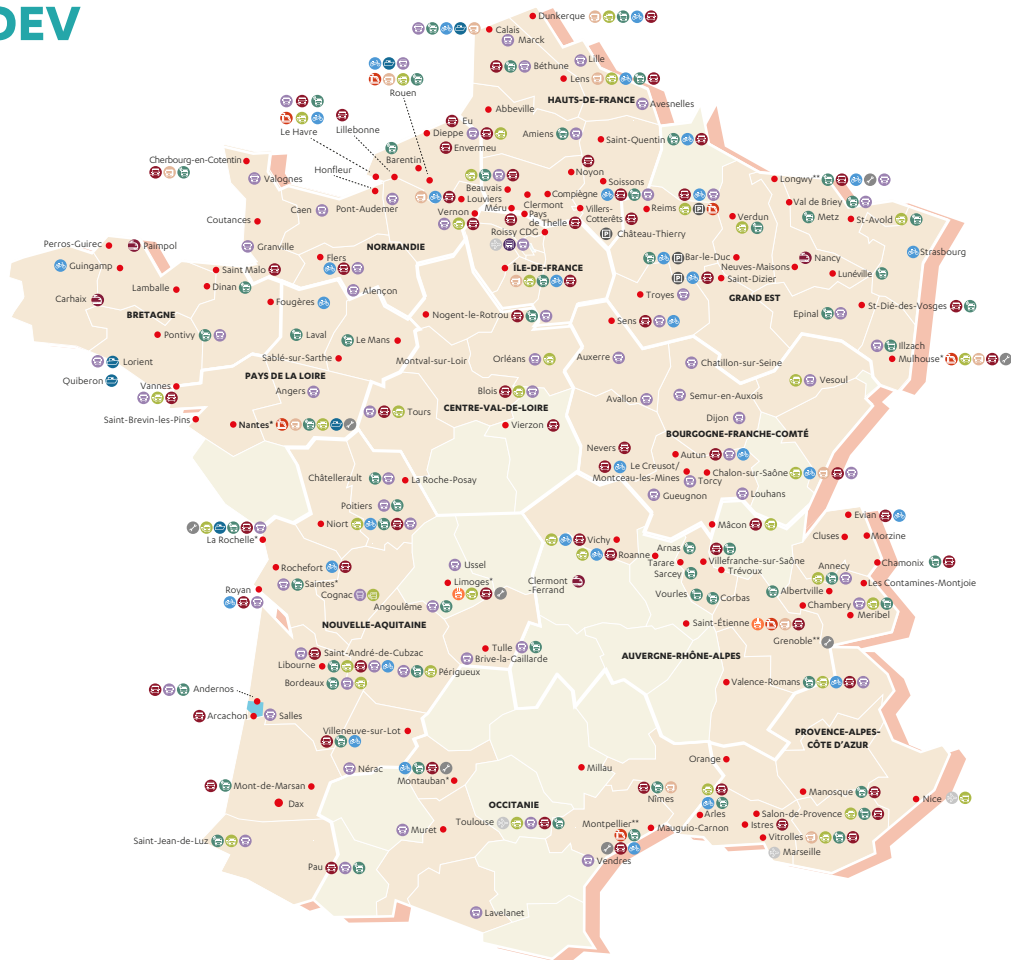 DEV
Dunkerque
Calais
Marck
Lille
Béthune
Lens
Rouen
HAUTS-DE-FRANCE
Avesnelles
Abbeville
Eu
Le Havre
Lillebonne
Dieppe
Amiens
Saint-Quentin
Envermeu
Cherbourg-en-Cotentin
Barentin
Honfleur
Noyon
Valognes
Soissons
Longwy**
Beauvais
Compiègne
Louviers
Clermont
Val de Briey
Caen
Pont-Audemer
Méru
Villers-
Cotterêts
Reims
Vernon
Pays
de Thelle
Verdun
Metz
St-Avold
Coutances
Roissy CDG
Château-Thierry
Perros-Guirec
Paimpol
Granville
NORMANDIE
Strasbourg
Guingamp
Flers
Bar-le-Duc
Nancy
Saint Malo
ÎLE-DE-FRANCE
Neuves-Maisons
Lunéville
Lamballe
Dinan
Saint-Dizier
Carhaix
Alençon
Troyes
GRAND EST
Fougères
St-Dié-des-Vosges
BRETAGNE
Nogent-le-Rotrou
Epinal
Sens
Pontivy
Laval
Le Mans
Illzach
Lorient
Sablé-sur-Sarthe
Montval-sur-Loir
Orléans
Auxerre
Chatillon-sur-Seine
Mulhouse*
Quiberon
PAYS DE LA LOIRE
Vesoul
Vannes
Angers
Blois
Avallon
Semur-en-Auxois
CENTRE-VAL-DE-LOIRE
Saint-Brevin-les-Pins
Nantes*
Tours
Vierzon
Dijon
BOURGOGNE-FRANCHE-COMTÉ
Nevers
Autun
Le Creusot/
Montceau-les-Mines
Chalon-sur-Saône
Châtellerault
La Roche-Posay
Torcy
Gueugnon
Louhans
Poitiers
Niort
Mâcon
Evian
La Rochelle*
Vichy
Cluses
Morzine
Roanne
Arnas
Rochefort
Ussel
Tarare
Villefranche-sur-Saône
Chamonix
Annecy
Sarcey
Trévoux
Royan
Saintes*
Limoges*
Clermont
-Ferrand
Les Contamines-Montjoie
Cognac
Vourles
Corbas
Albertville
Angoulême
Chambery
Meribel
NOUVELLE-AQUITAINE
Saint-Étienne
Grenoble**
Saint-André-de-Cubzac
Tulle
AUVERGNE-RHÔNE-ALPES
Libourne
Brive-la-Gaillarde
Périgueux
Bordeaux
Valence-Romans
Andernos
Arcachon
Salles
Villeneuve-sur-Lot
PROVENCE-ALPES-
CÔTE D'AZUR
Nérac
Orange
Millau
Montauban*
Mont-de-Marsan
Nîmes
Manosque
Nice
Dax
OCCITANIE
Arles
Salon-de-Provence
Toulouse
Montpellier**
Mauguio-Carnon
Istres
Muret
Vitrolles
Saint-Jean-de-Luz
Marseille
Vendres
Pau
Lavelanet